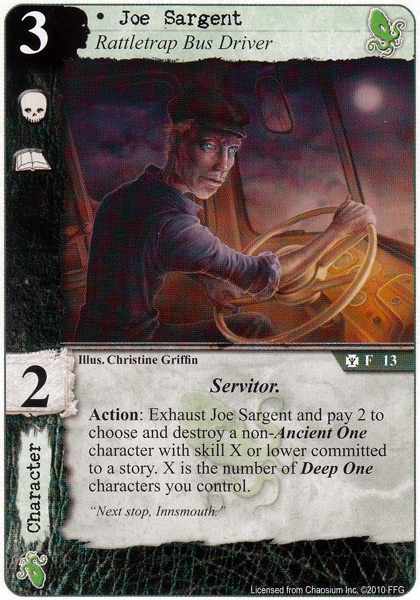 3
• Joe Sargent
Rattletrap Bus Driver
Illus. Christine Griffin
F 13
2
Servitor.
Action: Exhaust Joe Sargent and pay 2 to
choose and destroy a non-Ancient One
character with skill X or lower committed
to a story. X is the number of Deep One
characters you control.
“Next stop, Innsmouth.”
Character
Licensed from Chaosium Inc. ©2010 FFG